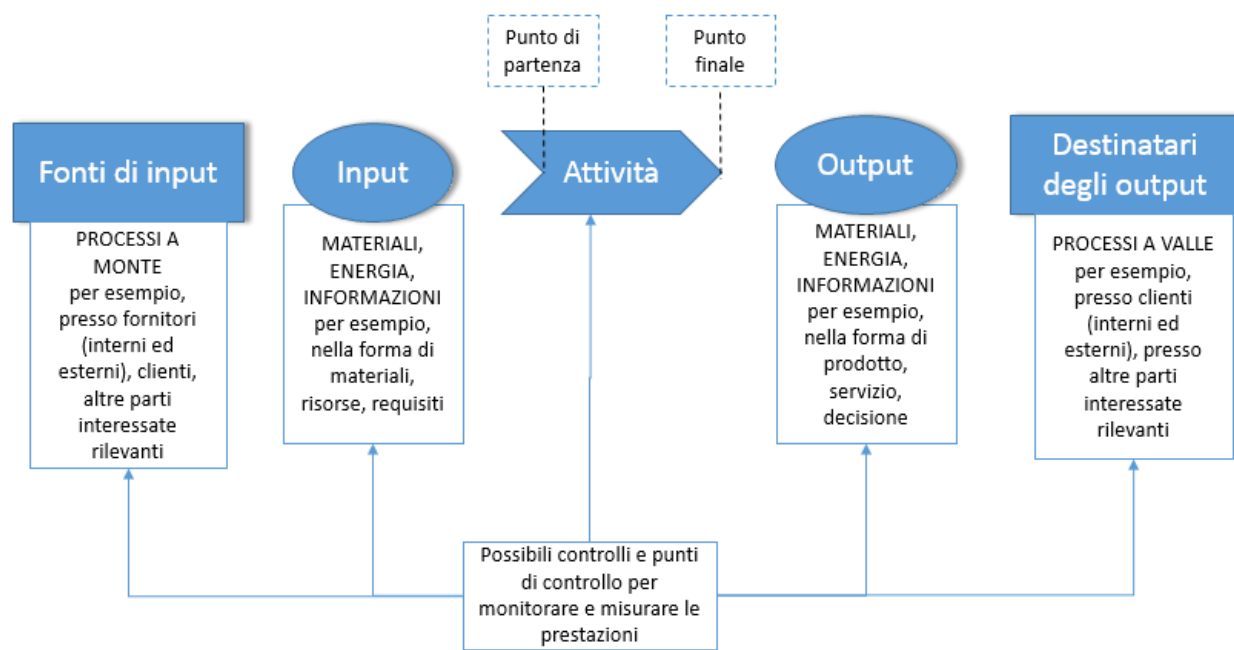 Punto di
partenza
Punto
finale
Fonti di input
Input
Attività
Output
Destinatari
degli output
PROCESSI A
MONTE
per esempio,
presso fornitori
(interni ed
esterni), clienti,
altre parti
interessate
rilevanti
MATERIALI,
ENERGIA,
INFORMAZIONI
per esempio,
nella forma di
materiali,
risorse, requisiti
MATERIALI,
ENERGIA,
INFORMAZIONI
per esempio,
nella forma di
prodotto,
servizio,
decisione
PROCESSI A VALLE
per esempio,
presso clienti
(interni ed
esterni), presso
altre parti
interessate
rilevanti
Possibili controlli e punti
di controllo per
monitorare e misurare le
prestazioni